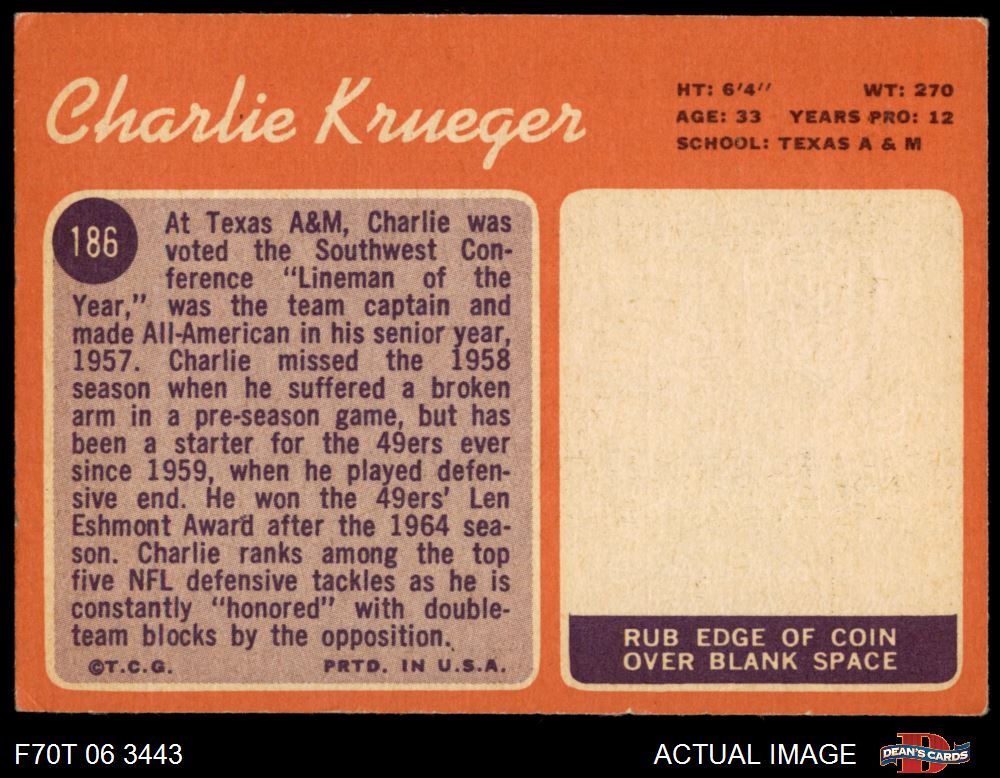 Charlie Krueger
HT: 6'4'' WT: 270
AGE: 33 YEARS PRO: 12
SCHOOL: TEXAS A & M
186
At Texas A&M, Charlie was
voted the Southwest Con-
ference "Lineman of the
Year," was the team captain and
made All-American in his senior year,
1957. Charlie missed the 1958
season when he suffered a broken
arm in a pre-season game, but has
been a starter for the 49ers ever
since 1959, when he played defen-
sive end. He won the 49ers' Len
Eshmont Award after the 1964 sea-
son. Charlie ranks among the top
five NFL defensive tackles as he is
constantly "honored" with double-
team blocks by the opposition.
©T.C.G. PRTD. IN U.S.A.
RUB EDGE OF COIN
OVER BLANK SPACE
F70T 06 3443
ACTUAL IMAGE
D
DEAN'S CARDS